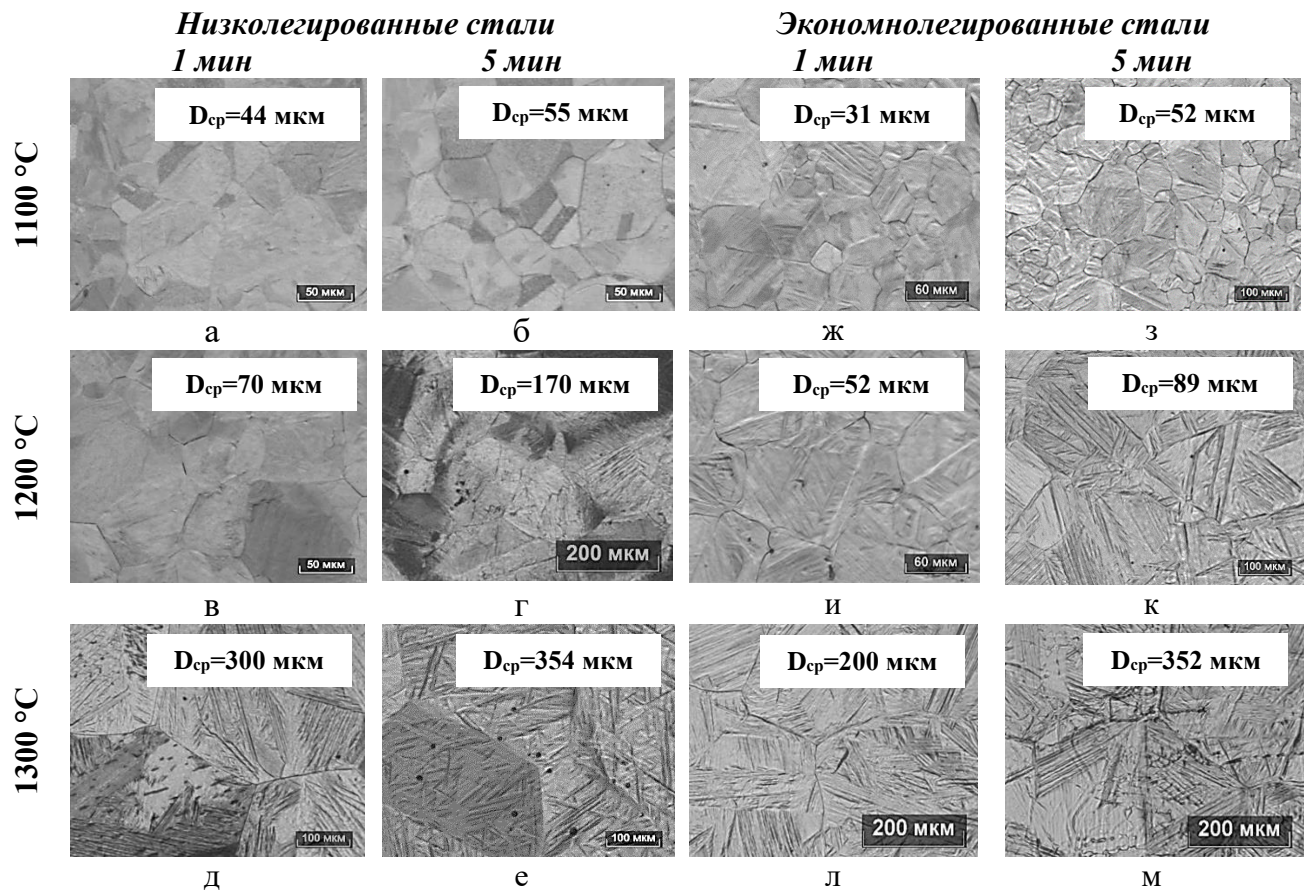 Низколегированные стали Экономнолегированные стали
1 мин 5 мин 1 мин 5 мин
1100 °C
Dср=44 мкм Dср=55 мкм Dср=31 мкм Dср=52 мкм
50 мкм 50 мкм 60 мкм 100 мкм
а б ж з
1200 °C
Dср=70 мкм Dср=170 мкм Dср=52 мкм Dср=89 мкм
50 мкм 200 мкм 60 мкм 100 мкм
в г и к
1300 °C
Dср=300 мкм Dср=354 мкм Dср=200 мкм Dср=352 мкм
100 мкм 100 мкм 200 мкм 200 мкм
д е л м